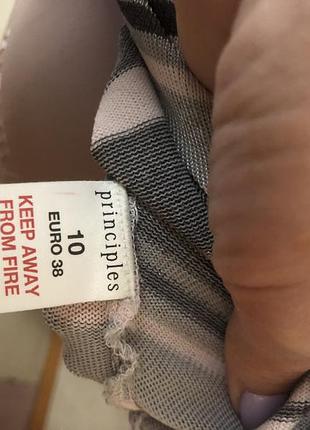 principles
10
EURO 38
KEEP AWAY
FROM FIRE